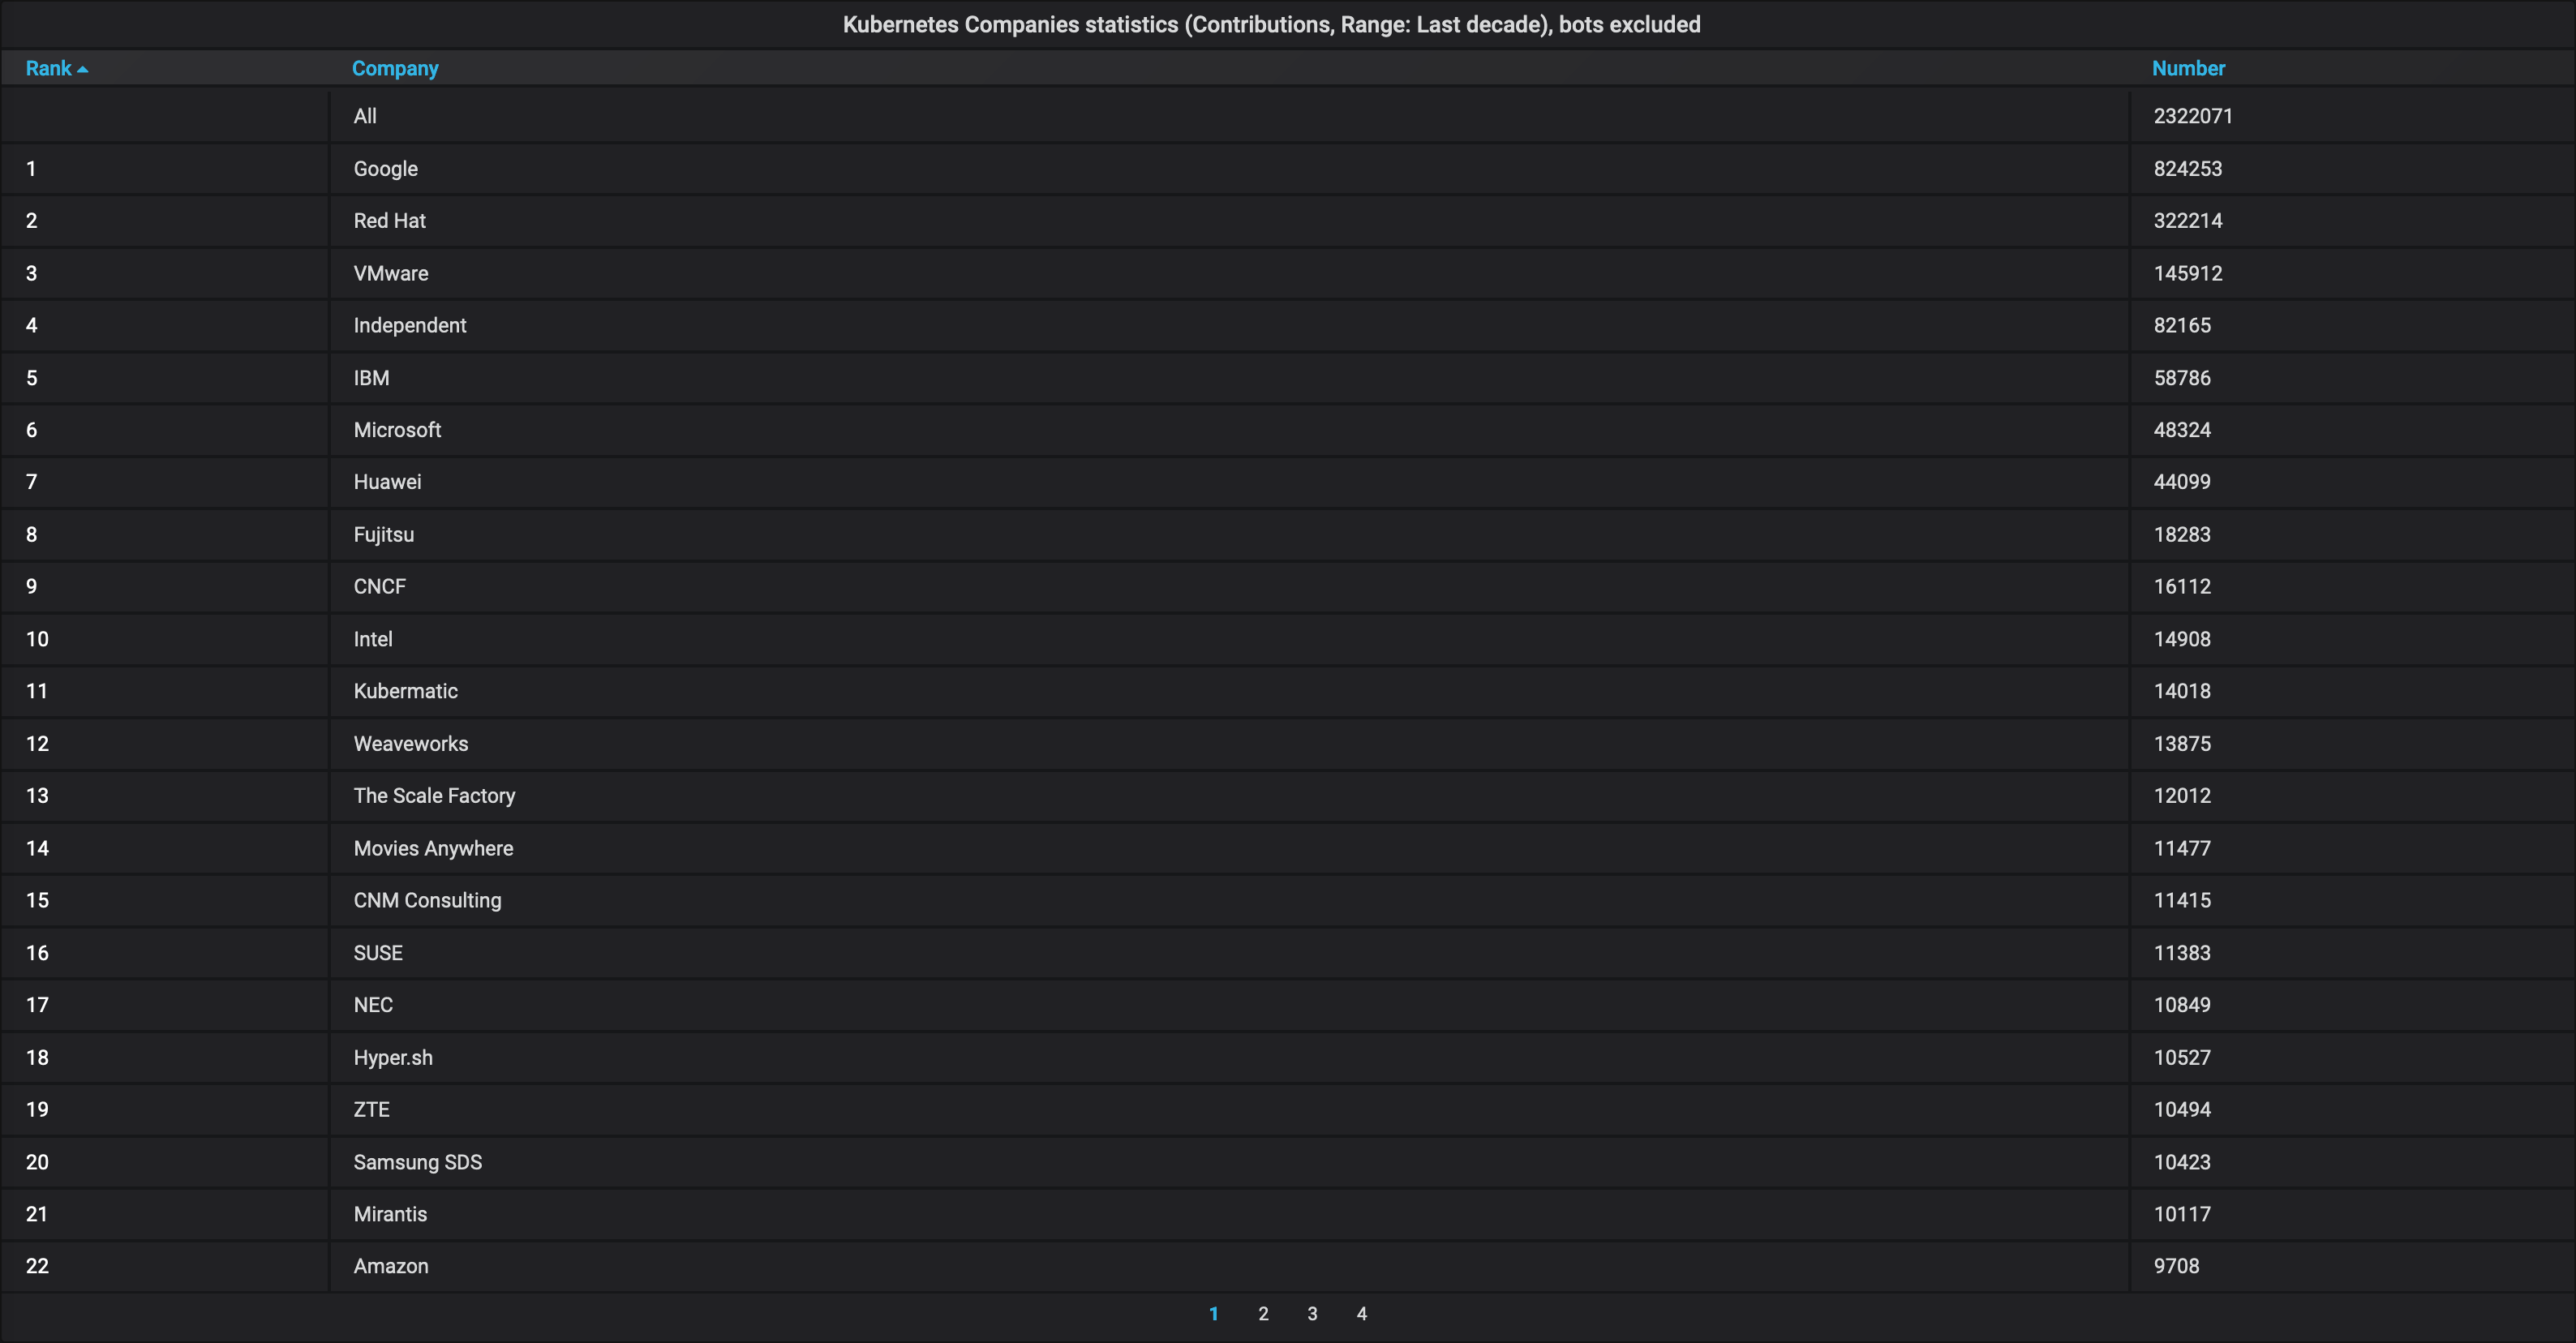 Kubernetes Companies statistics (Contributions, Range: Last decade), bots excluded
Rank Company Number
All 2322071
1 Google 824253
2 Red Hat 322214
3 VMware 145912
4 Independent 82165
5 IBM 58786
6 Microsoft 48324
7 Huawei 44099
8 Fujitsu 18283
9 CNCF 16112
10 Intel 14908
11 Kubermatic 14018
12 Weaveworks 13875
13 The Scale Factory 12012
14 Movies Anywhere 11477
15 CNM Consulting 11415
16 SUSE 11383
17 NEC 10849
18 Hyper.sh 10527
19 ZTE 10494
20 Samsung SDS 10423
21 Mirantis 10117
22 Amazon 9708
1 2 3 4